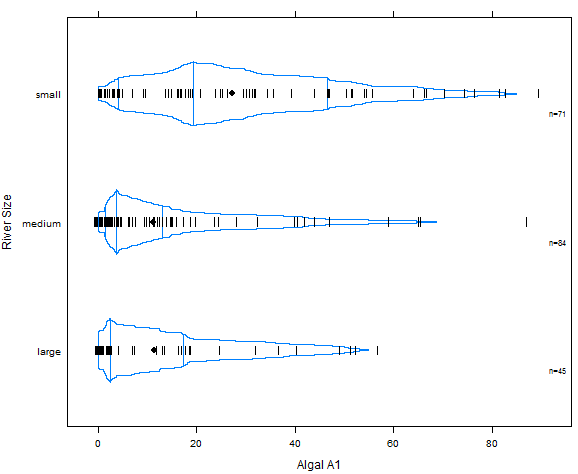 small
n=71
River Size
medium
n=84
large
n=45
0 20 40 60 80
Algal A1